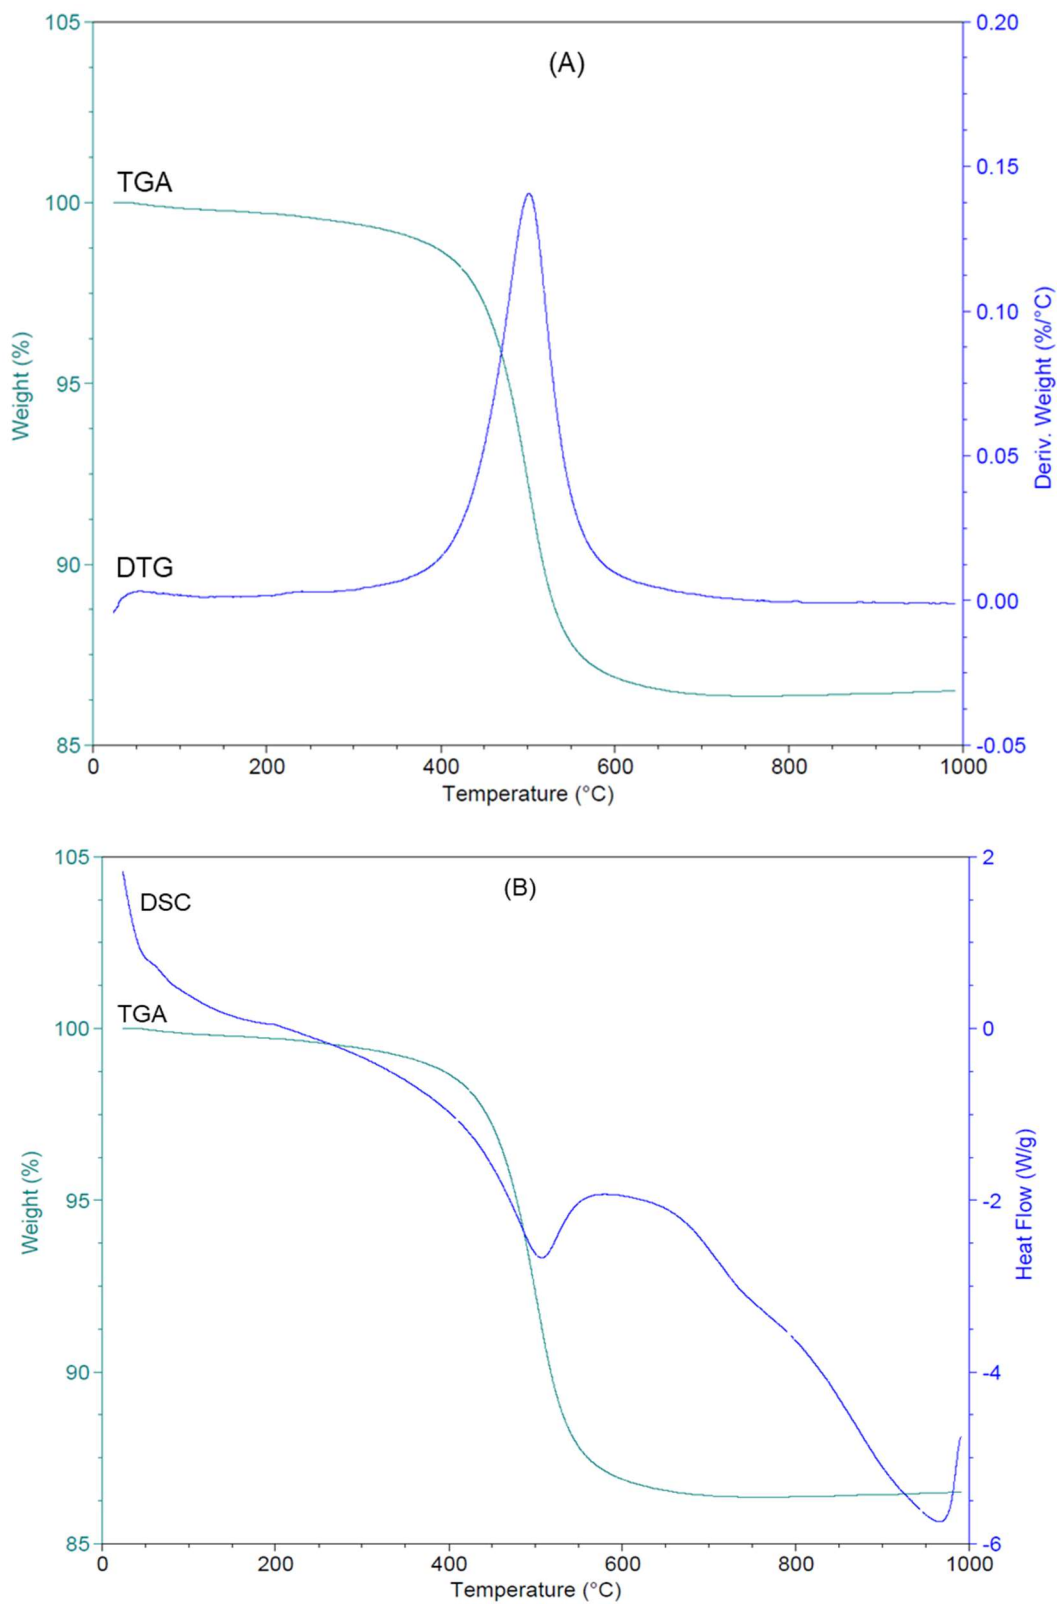 105
0.20
(A)
0.15
TGA
100
0.10
Weight (%)
95
Deriv. Weight (%/°C)
0.05
DTG
90
0.00
85
-0.05
0
200
400
600
800
1000
Temperature (°C)
105
2
(B)
DSC
TGA
100
0
Weight (%)
95
-2
Heat Flow (W/g)
90
-4
85
-6
0
200
400
600
800
1000
Temperature (°C)